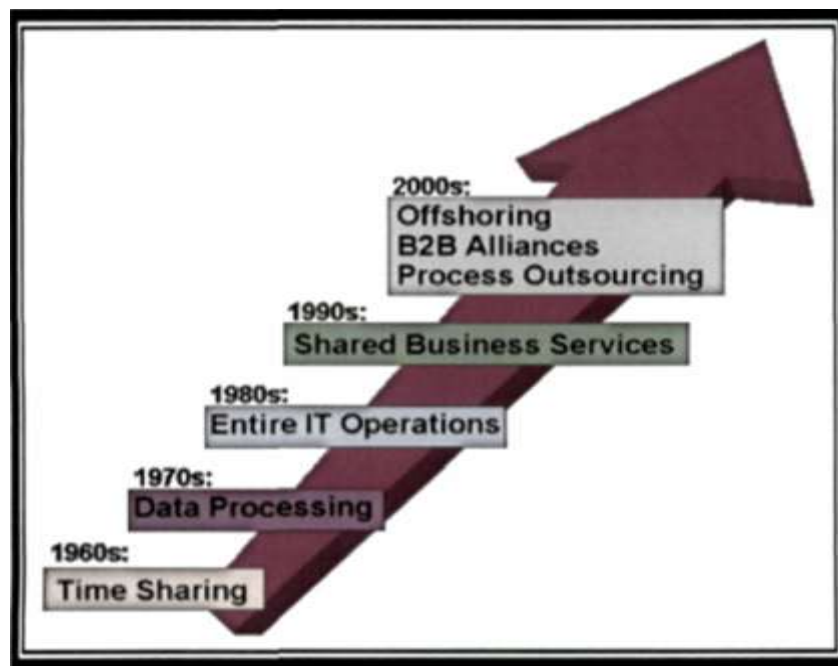 2000s:
Offshoring
B2B Alliances
Process Outsourcing
1990s:
Shared Business Services
1980s:
Entire IT Operations
1970s:
Data Processing
1960s:
Time Sharing